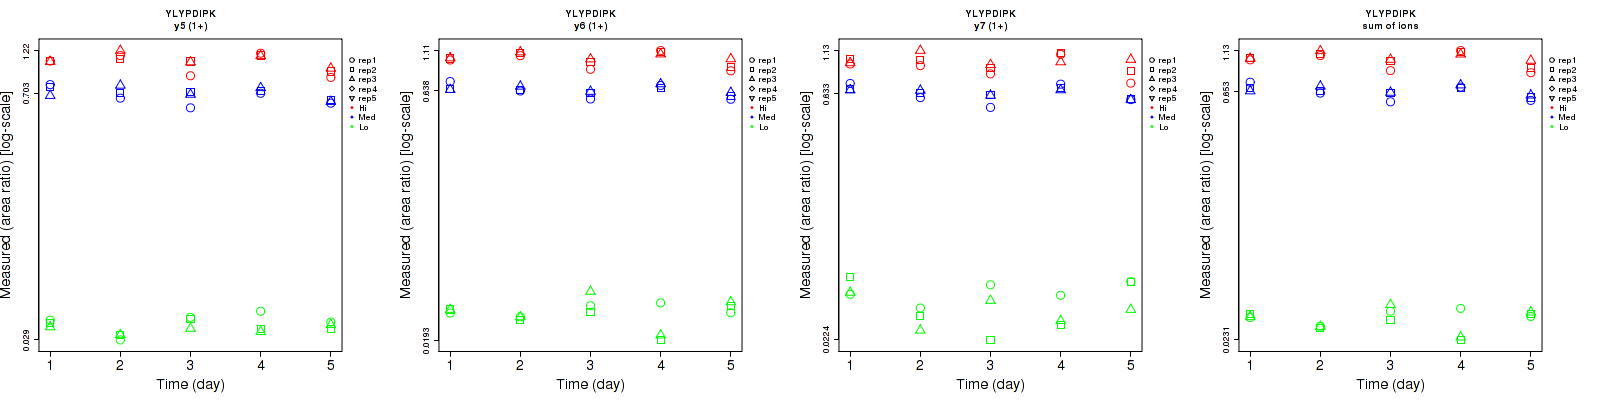 YLYPDIPK
y5 (1+)
Measured (area ratio) [log-scale]
1.22
0.703
0.029
1 2 3 4 5
Time (day)
rep1
rep2
rep3
rep4
rep5
Hi
Med
Lo
YLYPDIPK
y6 (1+)
Measured (area ratio) [log-scale]
1.11
0.638
0.0193
1 2 3 4 5
Time (day)
rep1
rep2
rep3
rep4
rep5
Hi
Med
Lo
YLYPDIPK
y7 (1+)
Measured (area ratio) [log-scale]
1.13
0.633
0.0224
1 2 3 4 5
Time (day)
rep1
rep2
rep3
rep4
rep5
Hi
Med
Lo
YLYPDIPK
sum of ions
Measured (area ratio) [log-scale]
1.13
0.653
0.0231
1 2 3 4 5
Time (day)
rep1
rep2
rep3
rep4
rep5
Hi
Med
Lo